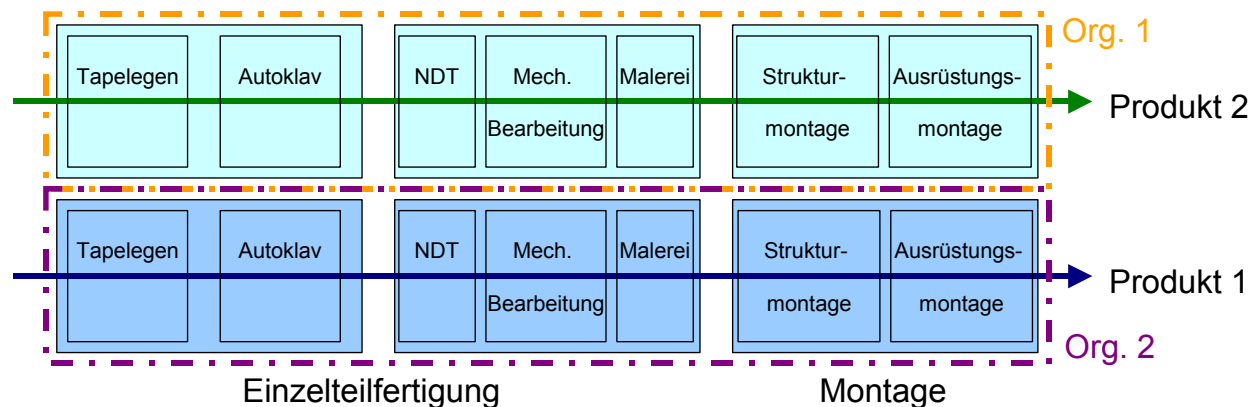 Org. 1
Tapelegen Autoklav NDT Mech. Malerei Struktur- Ausrüstungs-
Produkt 2
Bearbeitung montage montage
Tapelegen Autoklav NDT Mech. Malerei Struktur- Ausrüstungs-
Produkt 1
Bearbeitung montage montage
Org. 2
Einzelteilfertigung Montage